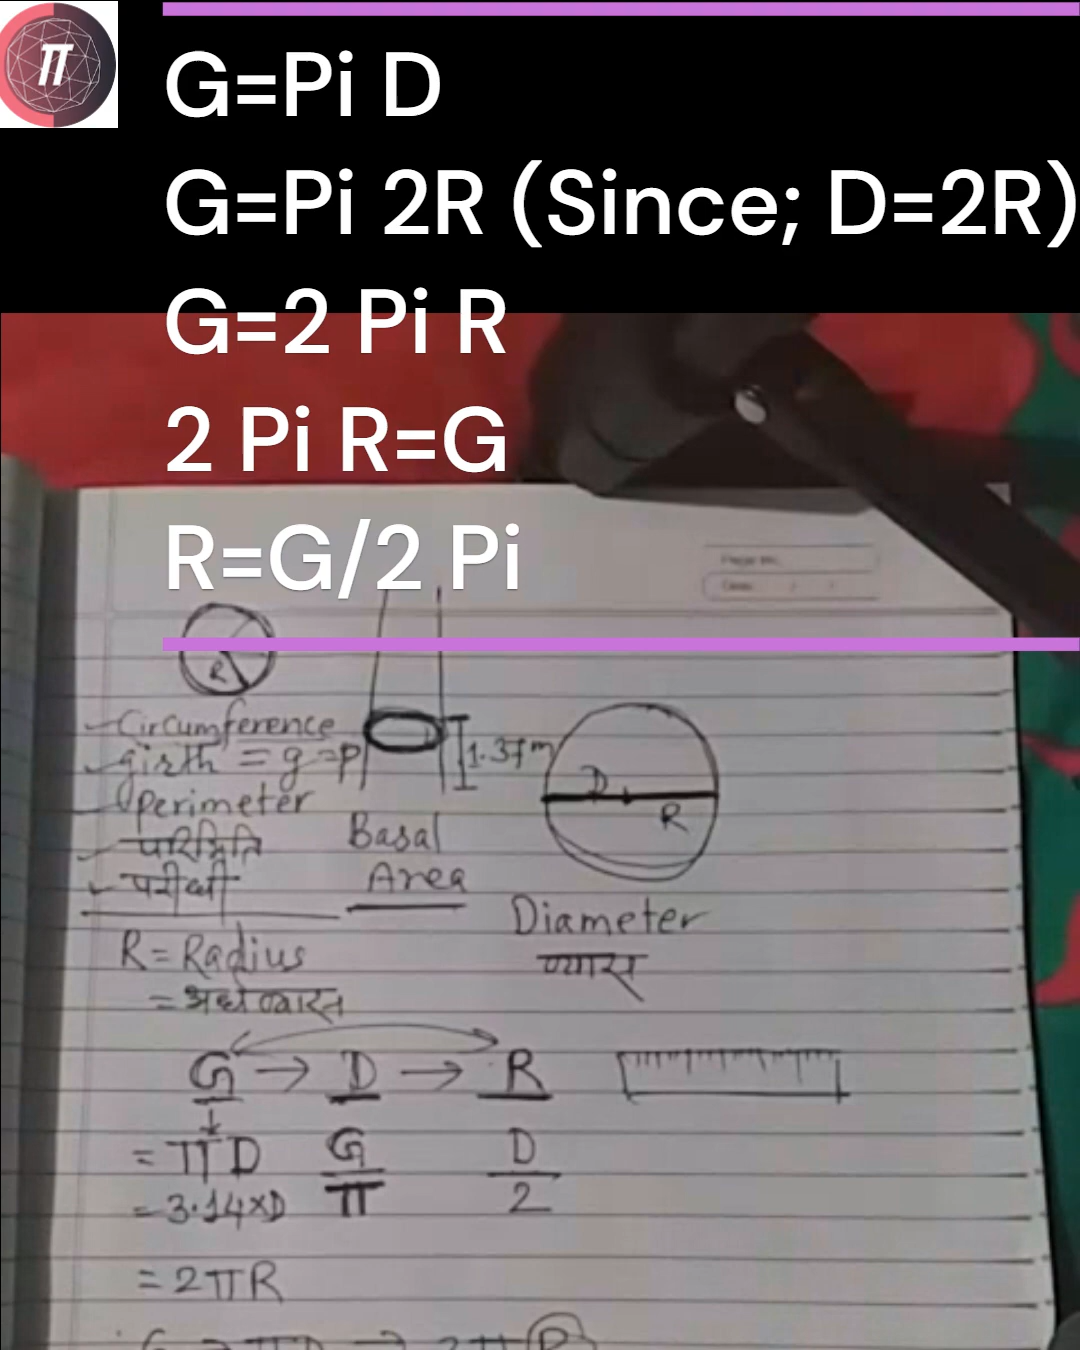 π
G=Pi D
G=Pi 2R (Since; D=2R)
G=2 Pi R
2 Pi R=G
R=G/2 Pi
R
Circumference
girth = g = p
perimeter
परिमिति
1.37m
Basal
Area
D
R
Diameter
व्यास
R = Radius
= अर्धव्यास
G → D → R
= π D G/π D/2
= 3.14×D
= 2πR